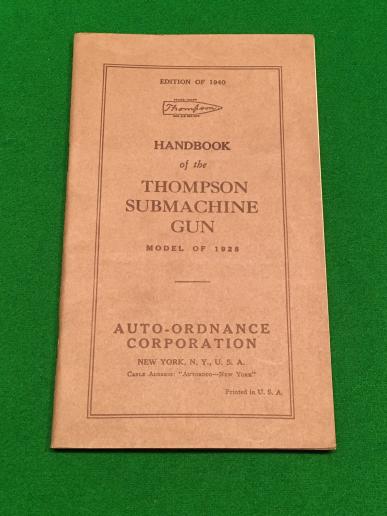 EDITION OF 1940
Thompson
HANDBOOK
of the
THOMPSON
SUBMACHINE
GUN
MODEL OF 1928
AUTO-ORDNANCE
CORPORATION
NEW YORK, N. Y., U. S. A.
Cable Address: "Autordco—New York"
Printed in U. S. A.